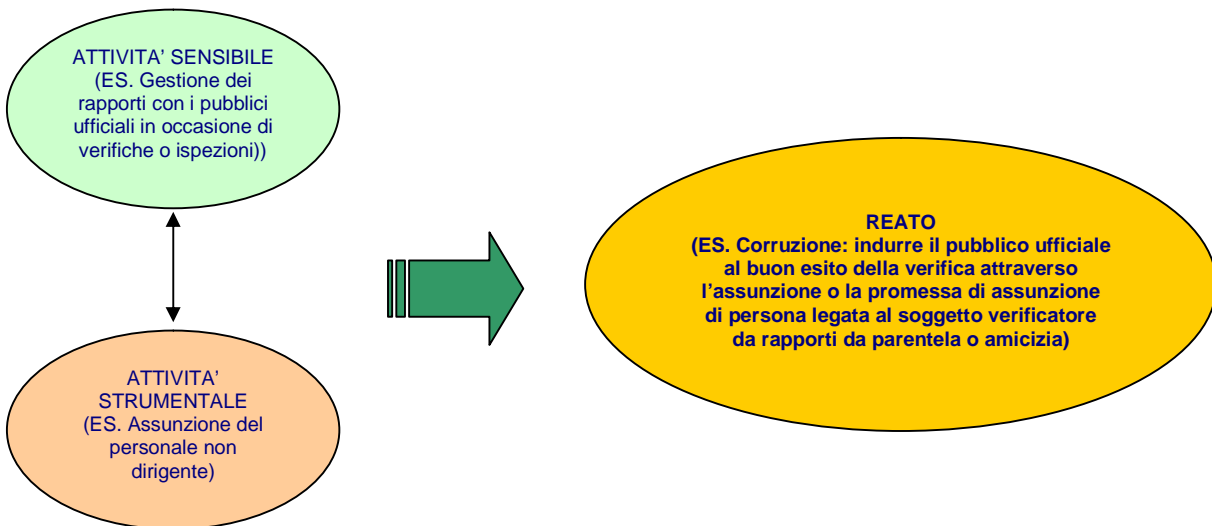 ATTIVITA’ SENSIBILE
(ES. Gestione dei
rapporti con i pubblici
ufficiali in occasione di
verifiche o ispezioni))
REATO
(ES. Corruzione: indurre il pubblico ufficiale
al buon esito della verifica attraverso
l’assunzione o la promessa di assunzione
di persona legata al soggetto verificatore
da rapporti da parentela o amicizia)
ATTIVITA’
STRUMENTALE
(ES. Assunzione del
personale non
dirigente)